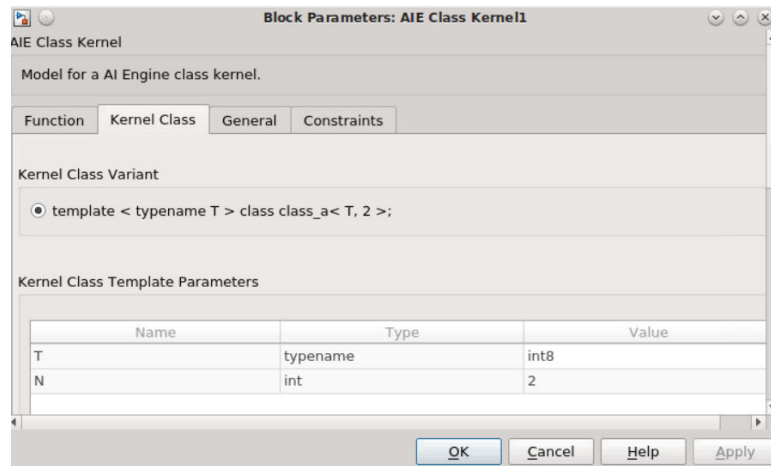 Block Parameters: AIE Class Kernel1
AIE Class Kernel
Model for a AI Engine class kernel.
Function Kernel Class General Constraints
Kernel Class Variant
template < typename T > class class_a< T, 2 >;
Kernel Class Template Parameters
Name Type Value
T typename int8
N int 2
OK Cancel Help Apply